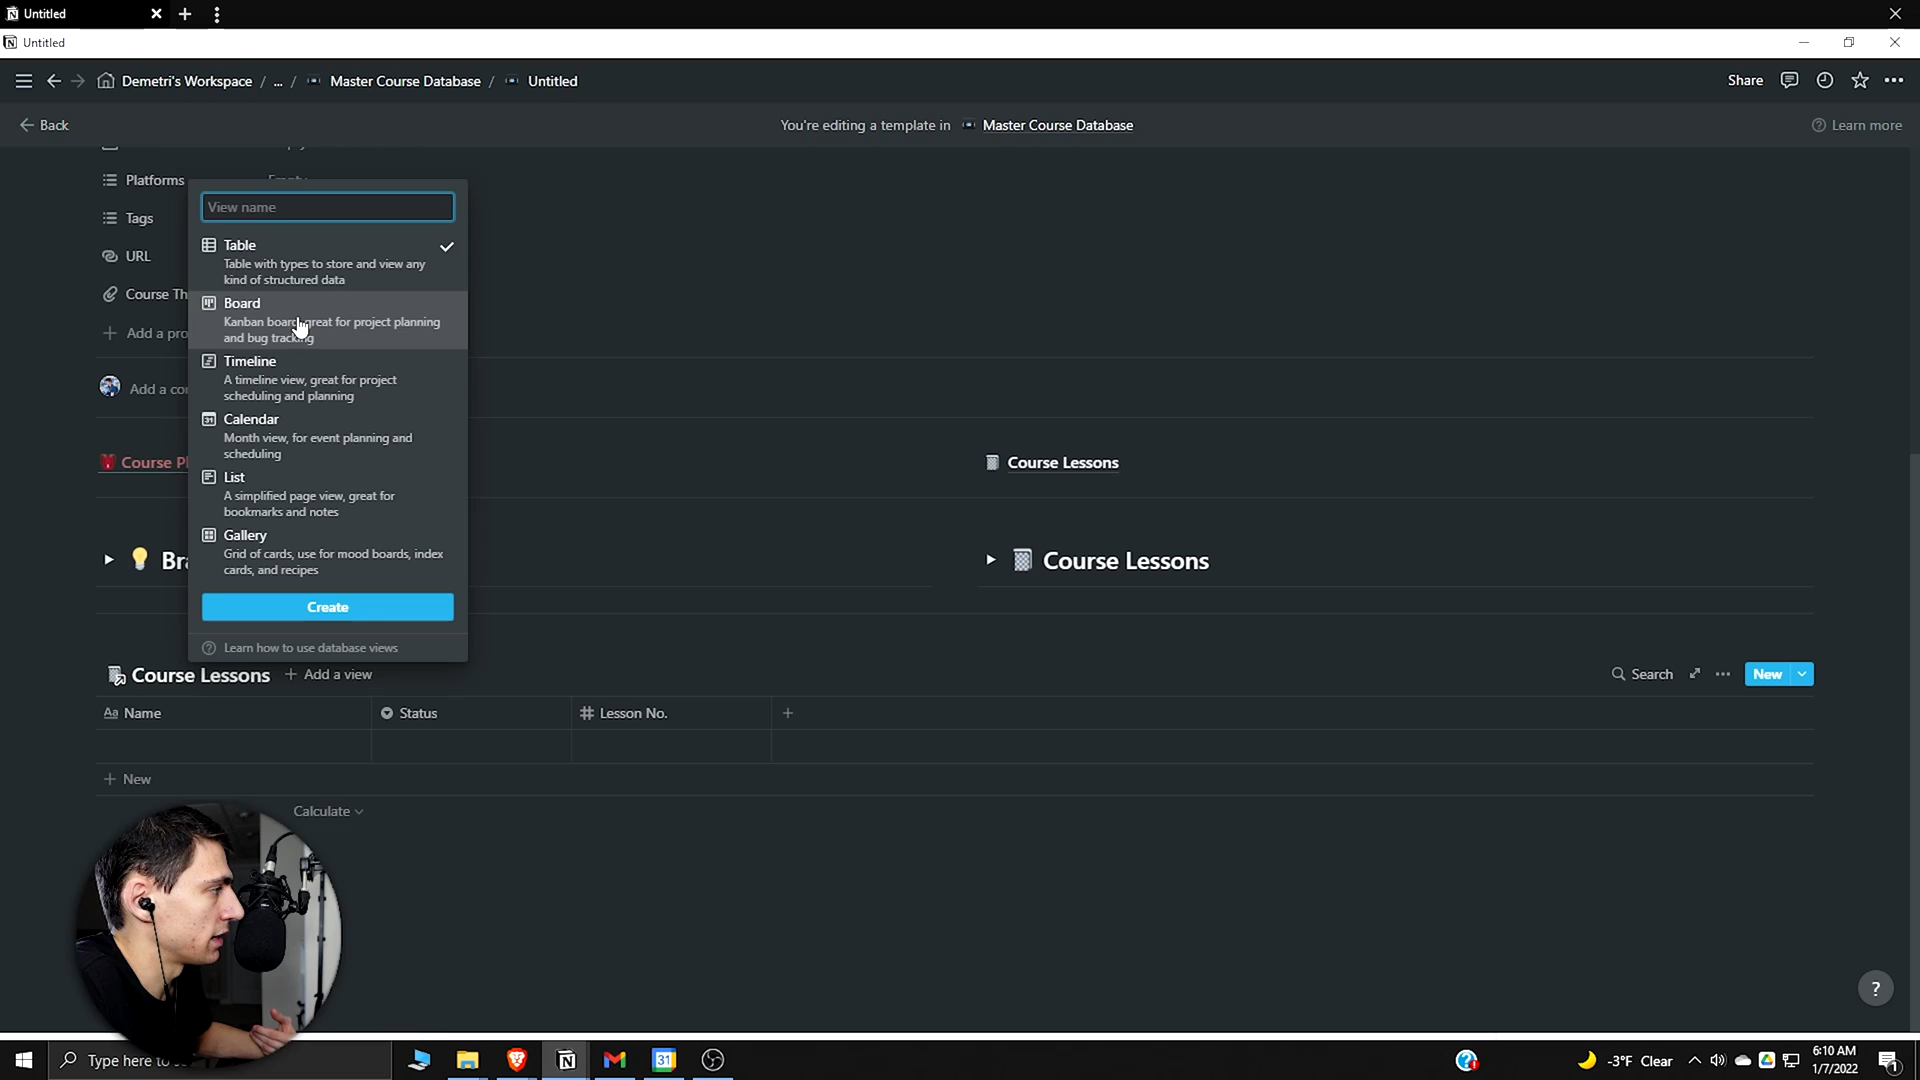 Untitled
Untitled
Demetri's Workspace / ... / Master Course Database / Untitled
Share
Back
You're editing a template in Master Course Database
Learn more
Platforms
Tags
URL
Course Th
Add a pro
Add a co
View name
Table
Table with types to store and view any
kind of structured data
Board
Kanban board, great for project planning
and bug tracking
Timeline
A timeline view, great for project
scheduling and planning
Calendar
Month view, for event planning and
scheduling
List
A simplified page view, great for
bookmarks and notes
Gallery
Grid of cards, use for mood boards, index
cards, and recipes
Create
Learn how to use database views
Course Pl
Course Lessons
Bra
Course Lessons
Course Lessons
+ Add a view
Search
New
Aa Name
Status
# Lesson No.
+
+ New
Calculate
?
Type here to s
31
-3°F Clear
6:10 AM
1/7/2022
1